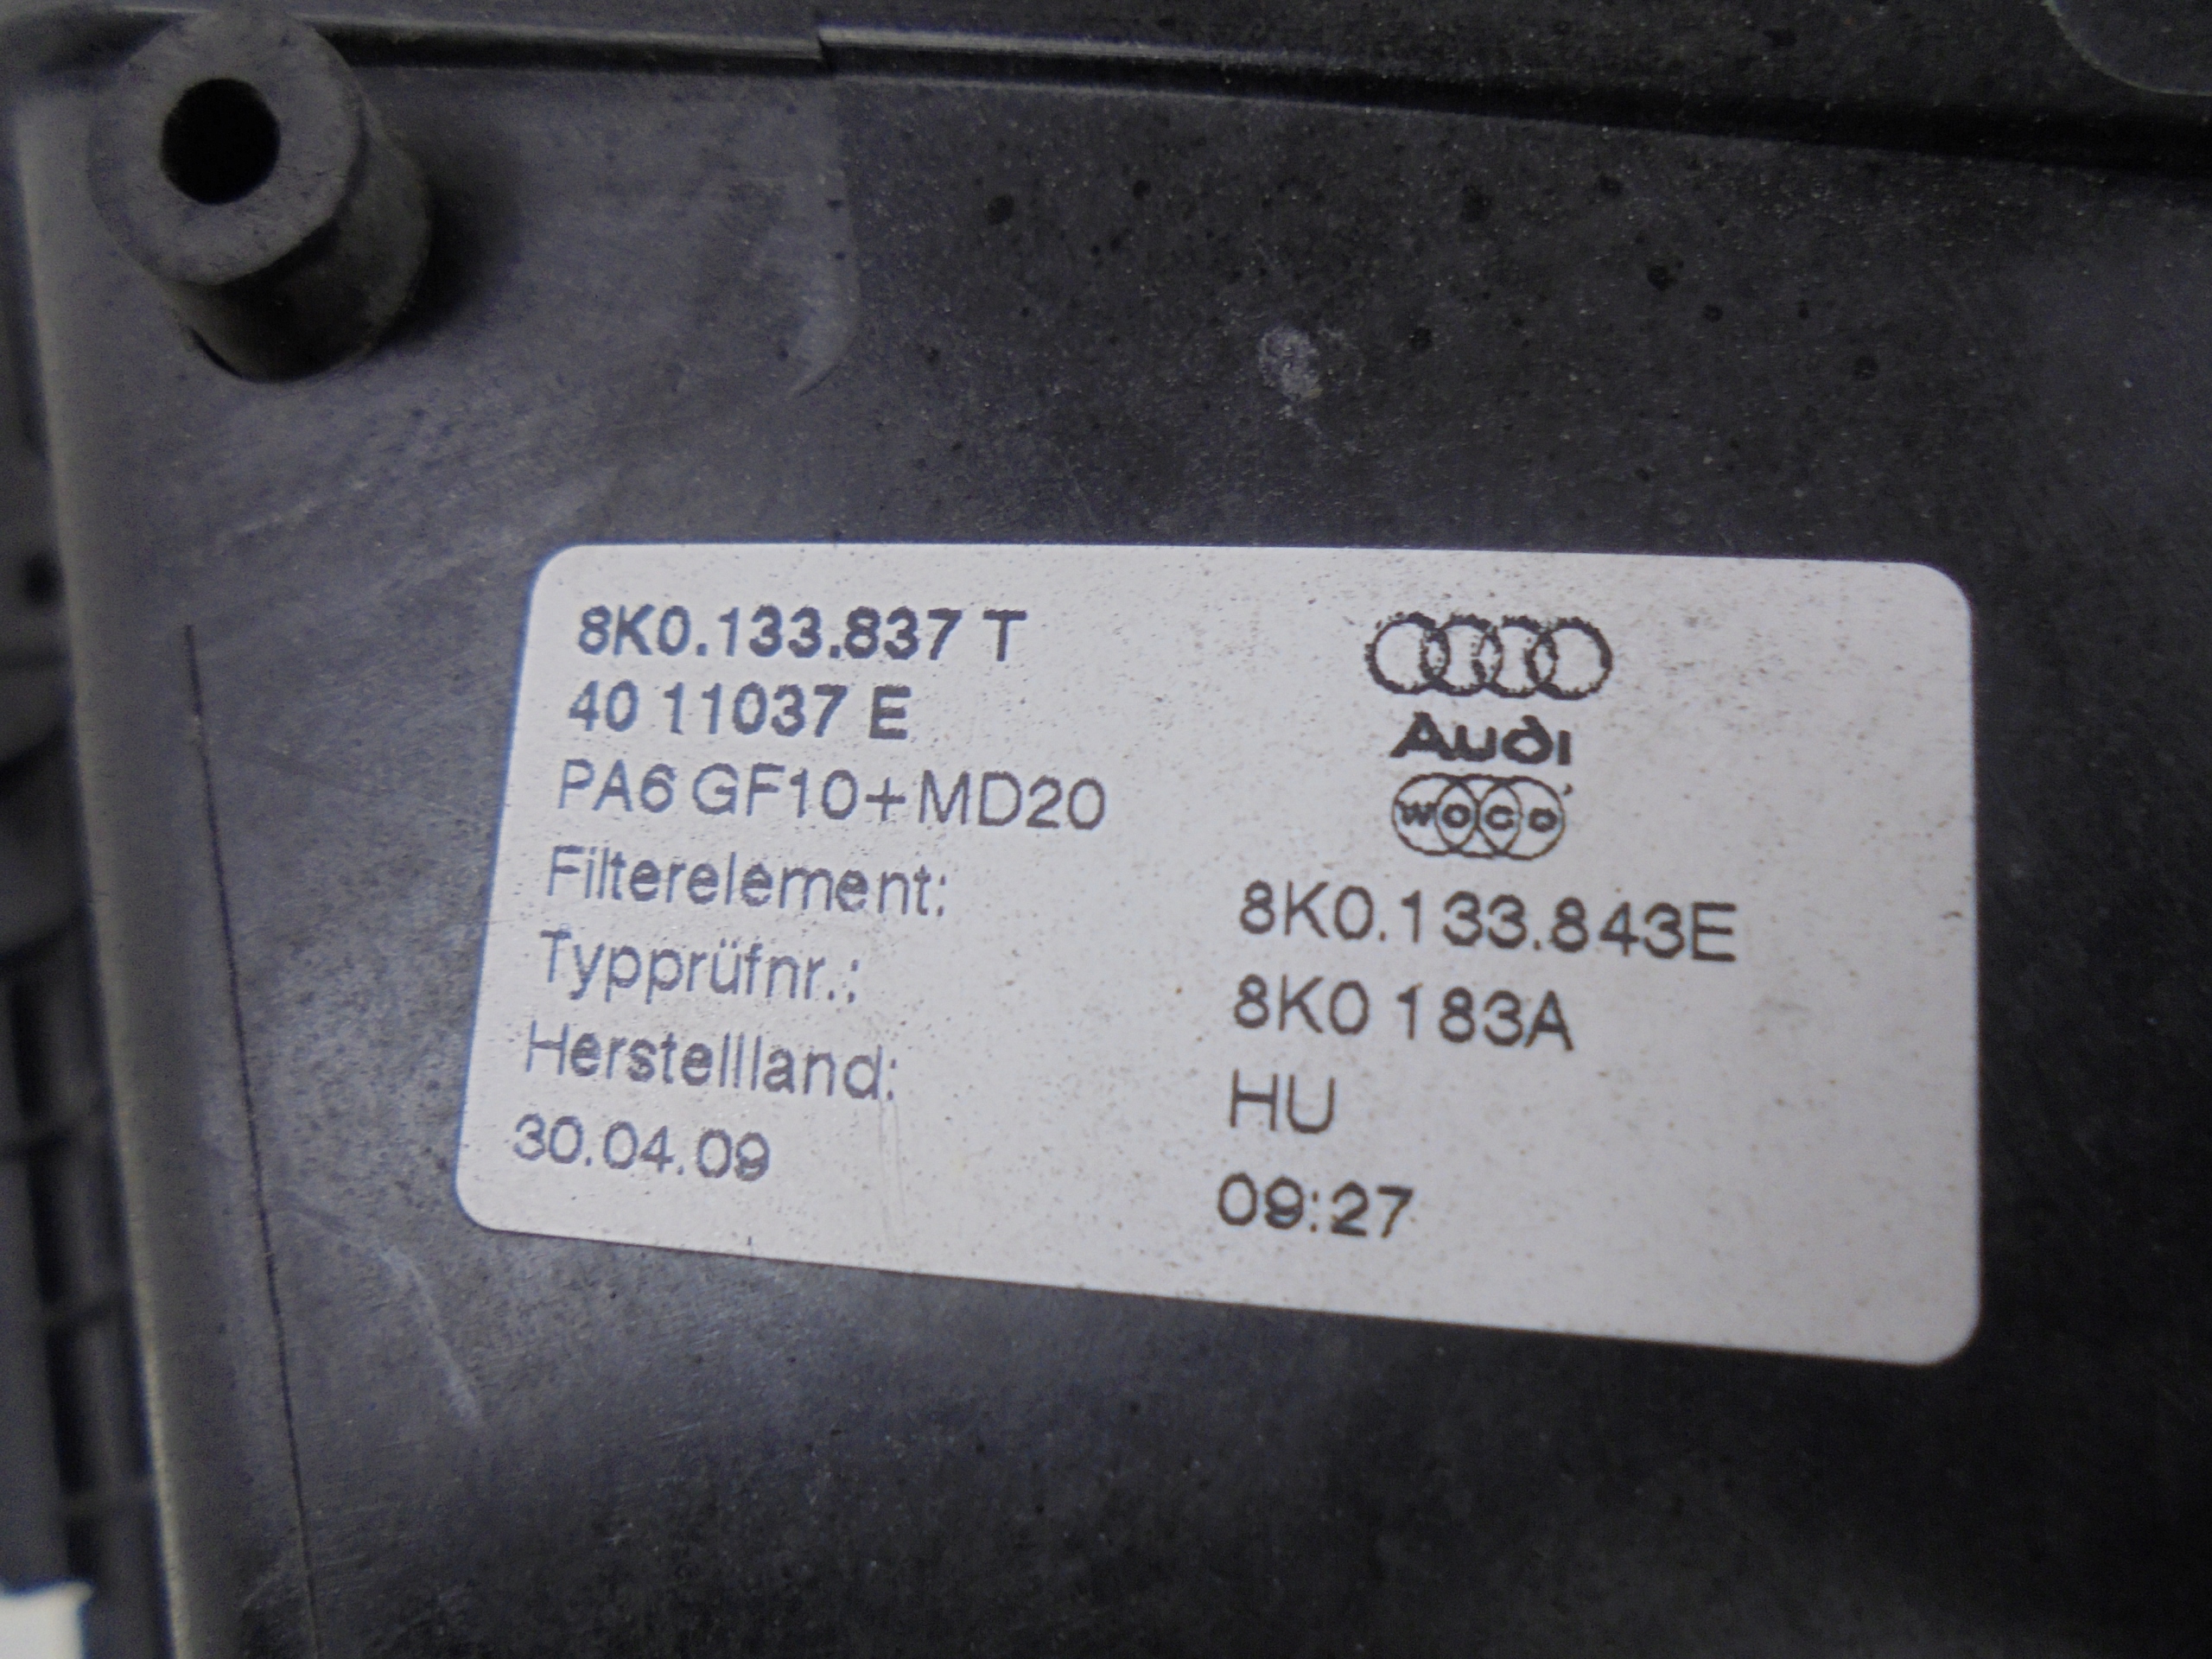 8K0.133.837 T
40 11037 E
Audi
PA6 GF10+MD20
woco
Filterelement: 8K0.133.843E
Typprüfnr.: 8K0 183A
Herstellland: HU
30.04.09 09:27